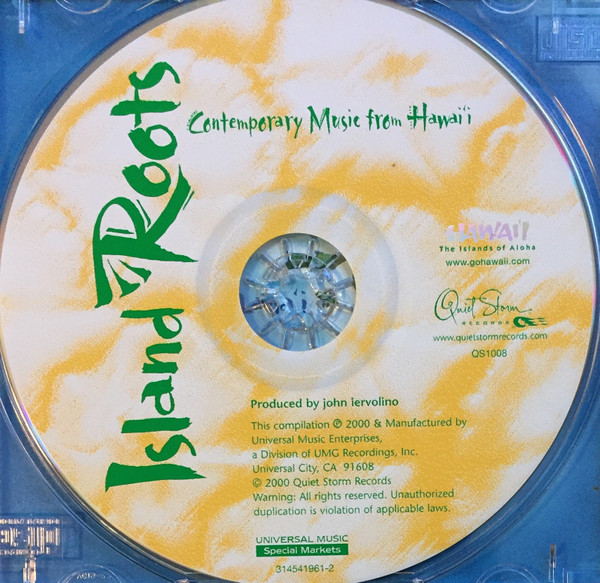 Island Roots
Contemporary Music from Hawai'i
HAWAI'I
The Islands of Aloha
www.gohawaii.com
Quiet Storm
RECORDS
www.quietstormrecords.com
QS1008
Produced by john iervolino
This compilation ℗ 2000 & Manufactured by
Universal Music Enterprises,
a Division of UMG Recordings, Inc.
Universal City, CA 91608
© 2000 Quiet Storm Records
Warning: All rights reserved. Unauthorized
duplication is violation of applicable laws.
UNIVERSAL MUSIC
Special Markets
314541961-2